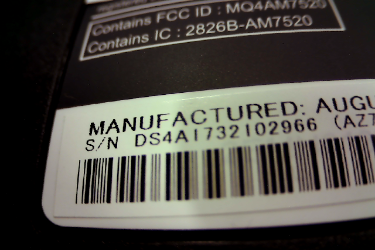 Contains FCC ID : MQ4AM7520
Contains IC : 2826B-AM7520
MANUFACTURED: AUGU
S/N DS4A1732102966 (AZ7